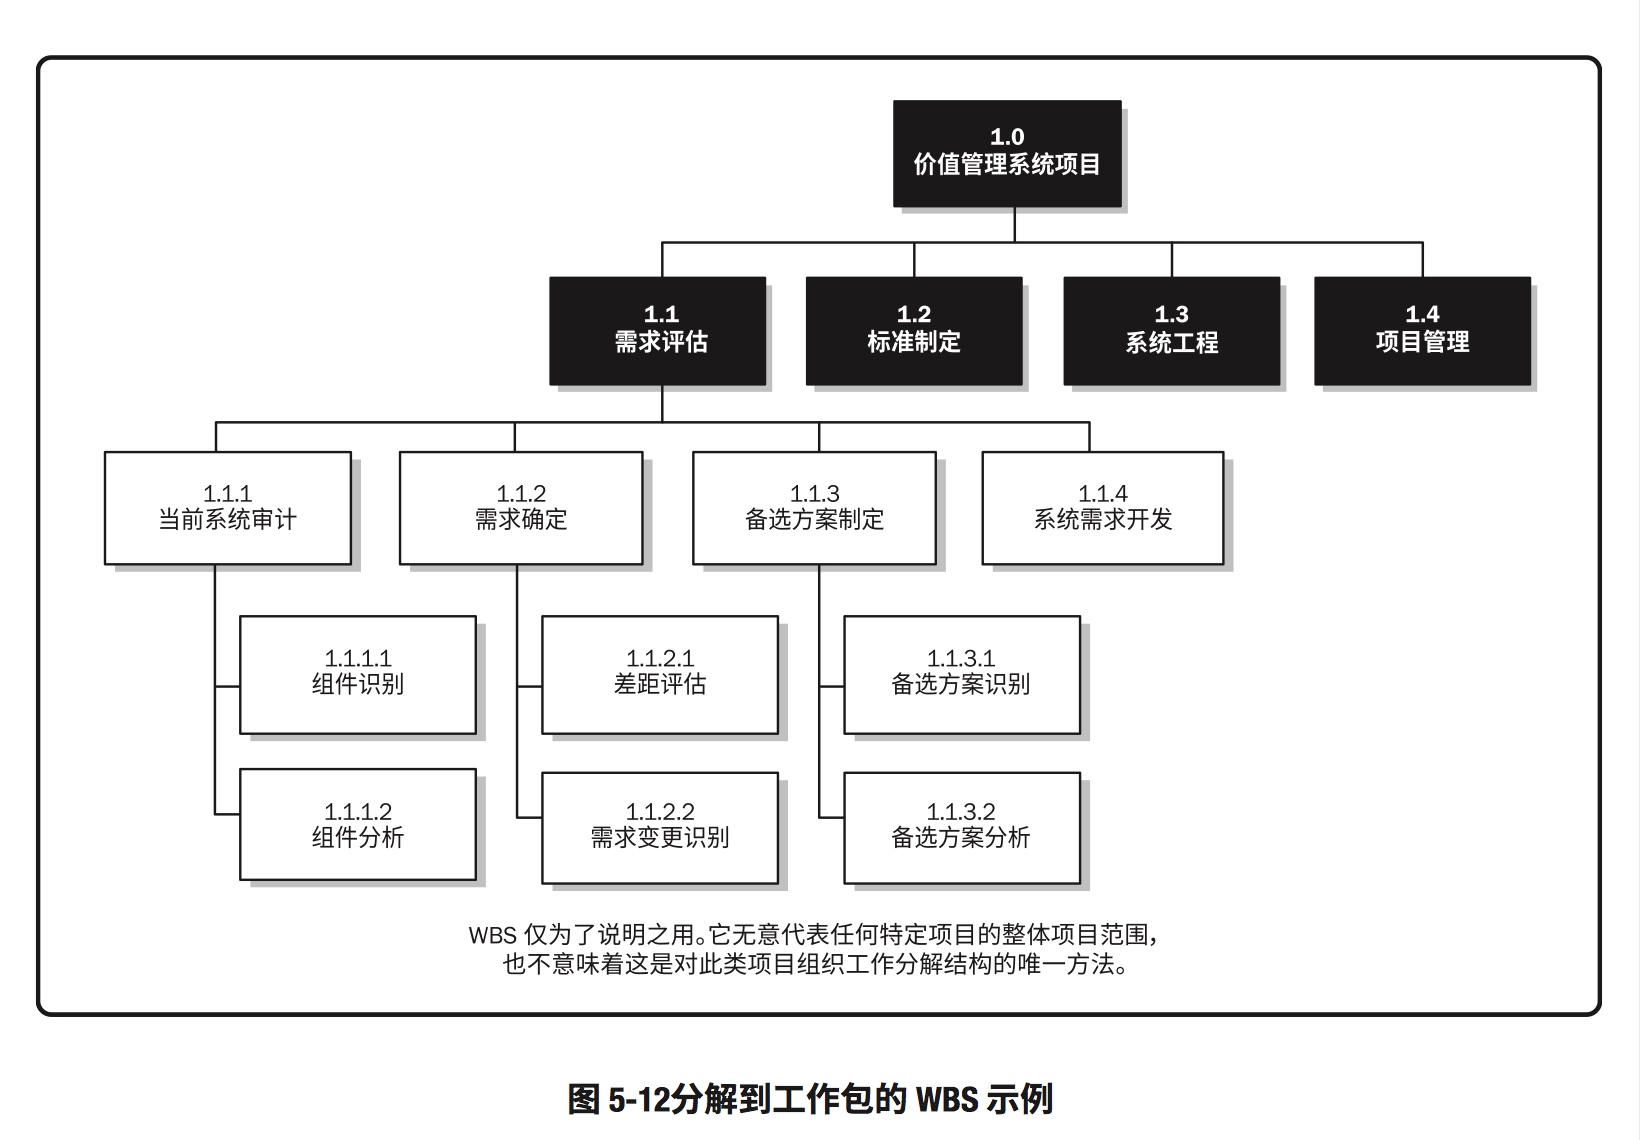 1.0
价值管理系统项目
1.1
需求评估
1.2
标准制定
1.3
系统工程
1.4
项目管理
1.1.1
当前系统审计
1.1.2
需求确定
1.1.3
备选方案制定
1.1.4
系统需求开发
1.1.1.1
组件识别
1.1.2.1
差距评估
1.1.3.1
备选方案识别
1.1.1.2
组件分析
1.1.2.2
需求变更识别
1.1.3.2
备选方案分析
WBS 仅为了说明之用。它无意代表任何特定项目的整体项目范围，
也不意味着这是对此类项目组织工作分解结构的唯一方法。
图 5-12分解到工作包的 WBS 示例